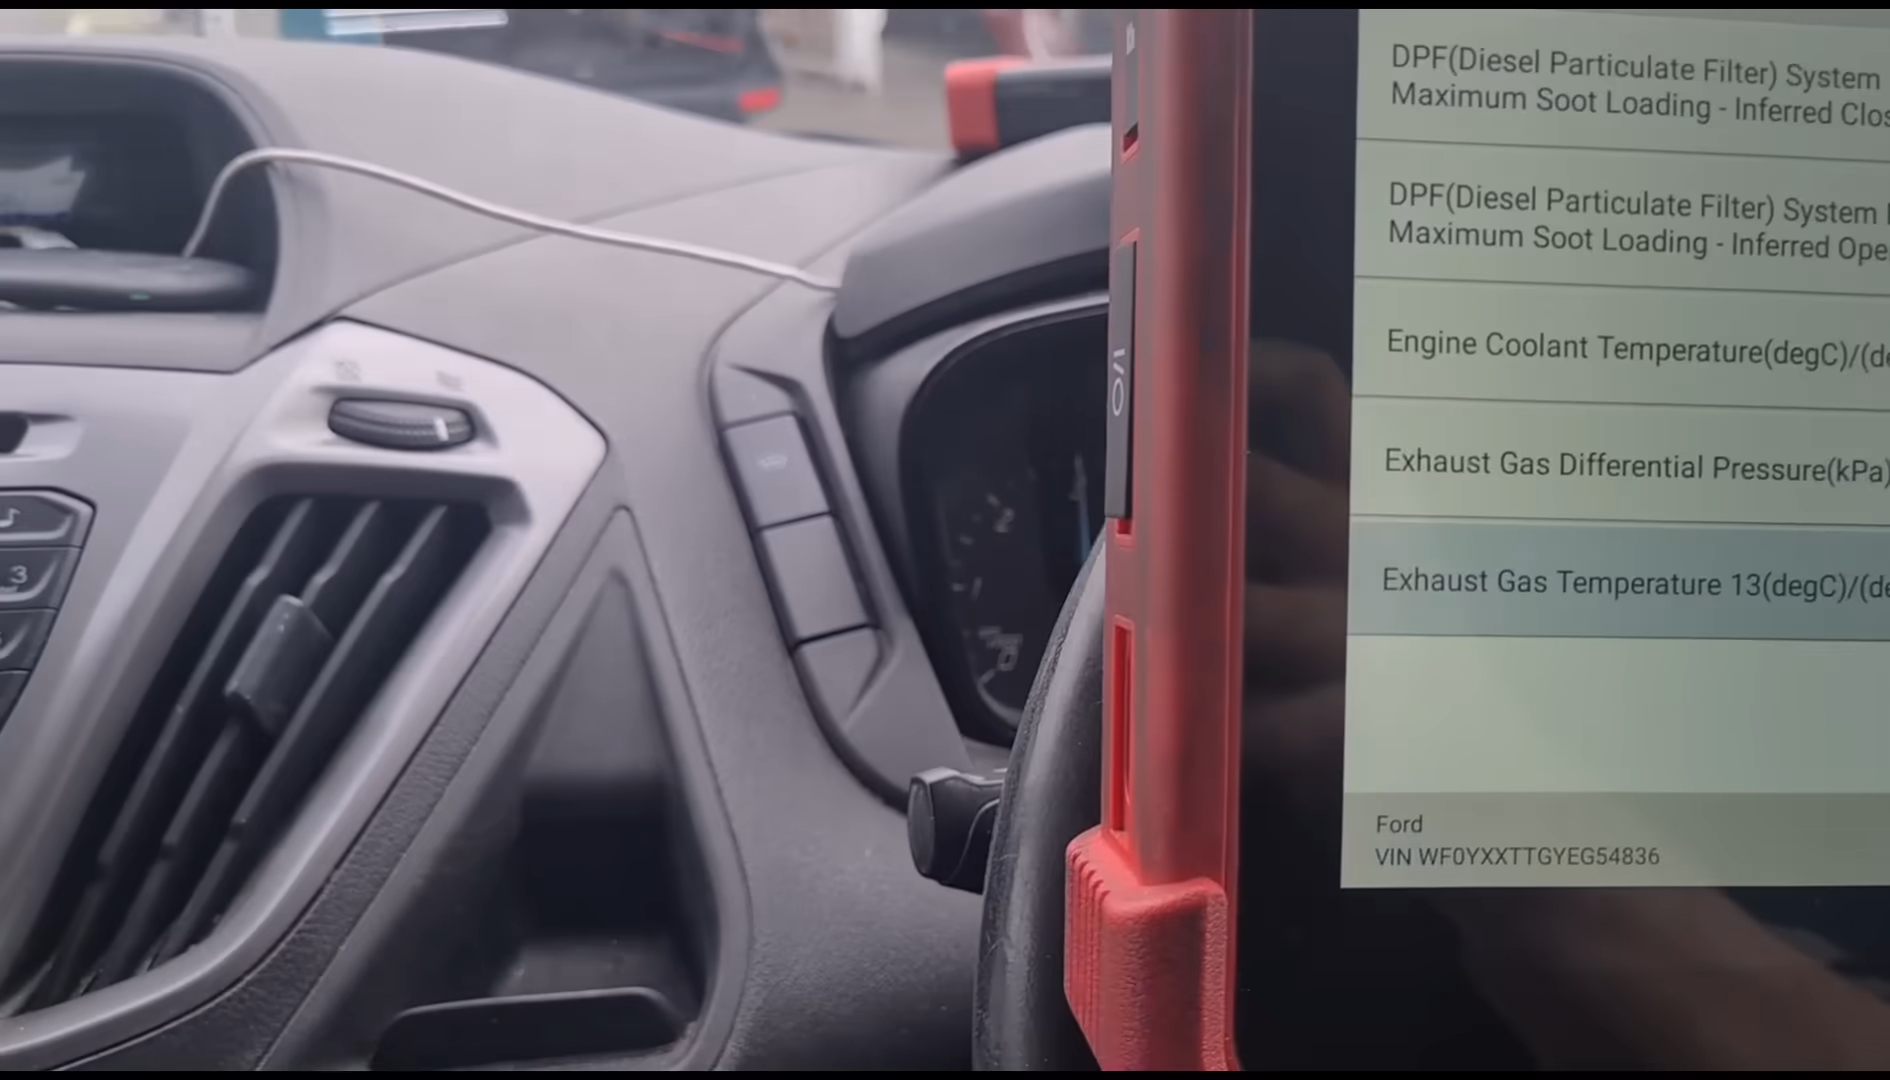 DPF(Diesel Particulate Filter) System
Maximum Soot Loading - Inferred Clos
DPF(Diesel Particulate Filter) System
Maximum Soot Loading - Inferred Ope
Engine Coolant Temperature(degC)/(de
Exhaust Gas Differential Pressure(kPa)
Exhaust Gas Temperature 13(degC)/(de
Ford
VIN WF0YXXTTGYEG54836
I/O
3
2